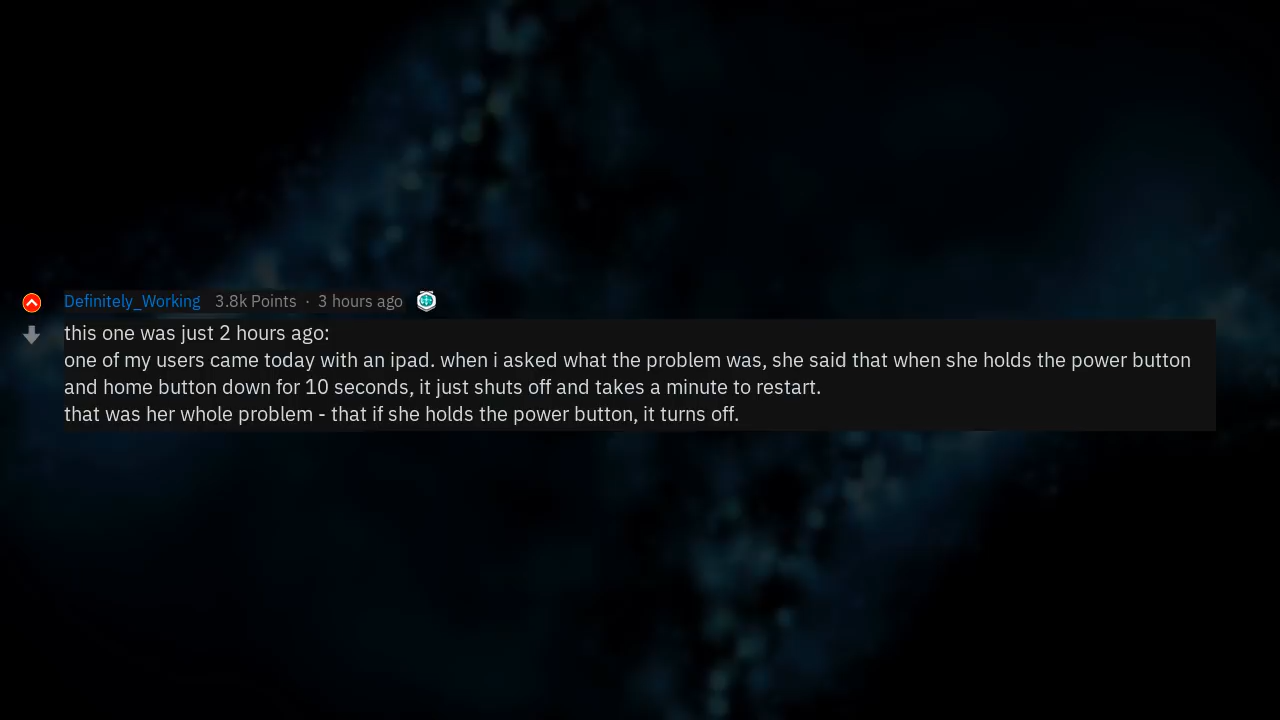 Definitely_Working 3.8k Points · 3 hours ago
this one was just 2 hours ago:
one of my users came today with an ipad. when i asked what the problem was, she said that when she holds the power button
and home button down for 10 seconds, it just shuts off and takes a minute to restart.
that was her whole problem - that if she holds the power button, it turns off.